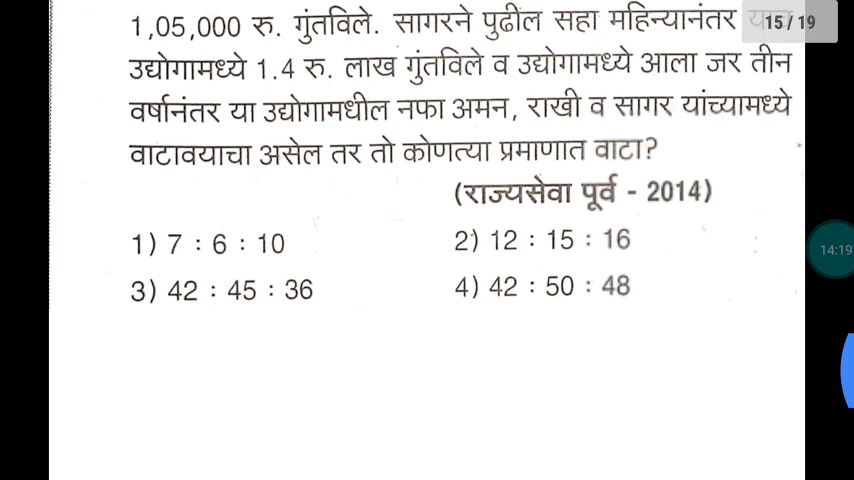 1,05,000 रु. गुंतविले. सागरने पुढील सहा महिन्यानंतर
15 / 19
उद्योगामध्ये 1.4 रु. लाख गुंतविले व उद्योगामध्ये आला जर तीन
वर्षानंतर या उद्योगामधील नफा अमन, राखी व सागर यांच्यामध्ये
वाटावयाचा असेल तर तो कोणत्या प्रमाणात वाटा?
(राज्यसेवा पूर्व - 2014)
1) 7 : 6 : 10
2) 12 : 15 : 16
14:19
3) 42 : 45 : 36
4) 42 : 50 : 48